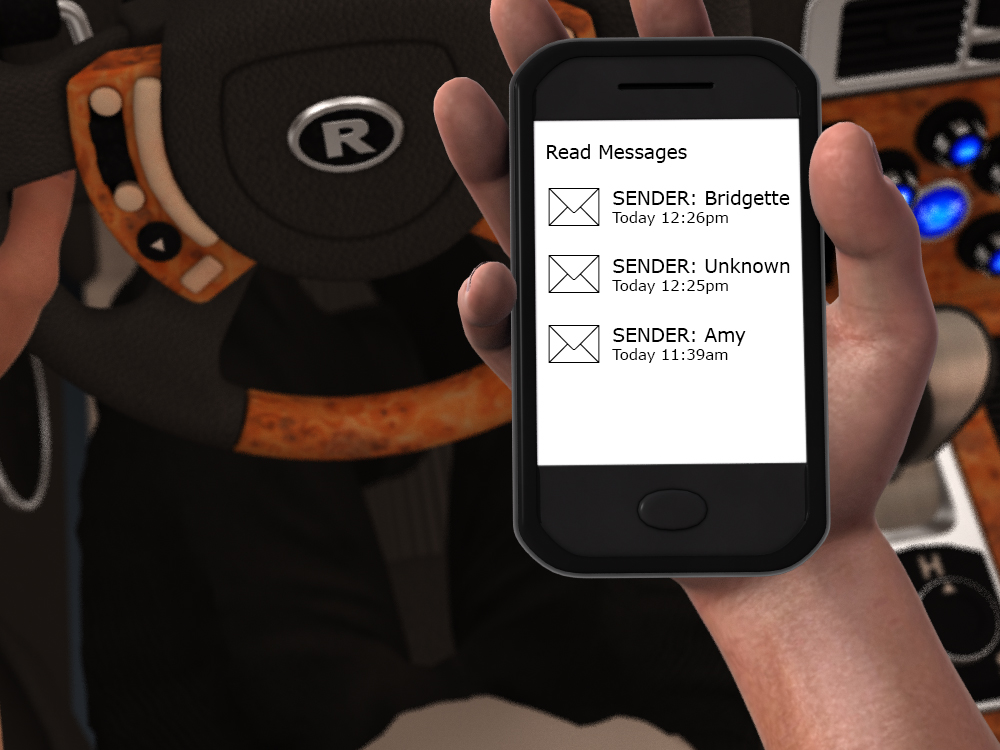 R
Read Messages
SENDER: Bridgette
Today 12:26pm
SENDER: Unknown
Today 12:25pm
SENDER: Amy
Today 11:39am
H